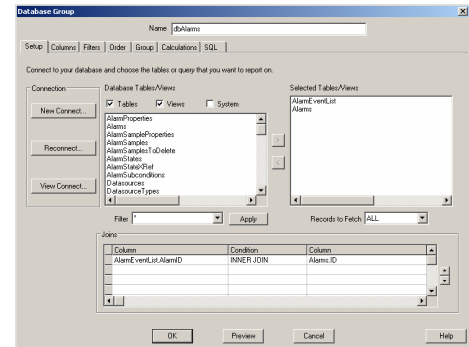 Database Group
Name dbAlarms
Setup Columns Filters Order Group Calculations SQL
Connect to your database and choose the tables or query that you want to report on.
Connection
New Connect...
Reconnect...
View Connect...
Database Tables/Views
Tables Views System
AlarmProperties
Alarms
AlarmSampleProperties
AlarmSamples
AlarmSamplesToDelete
AlarmStates
AlarmStateXRef
AlarmSubconditions
Datasources
DatasourceTypes
Filter * Apply
>
<
Selected Tables/Views
AlarmEventList
Alarms
Records to Fetch ALL
Joins
Column Condition Column
AlarmEventList.AlarmID INNER JOIN Alarms.ID
OK Preview Cancel Help